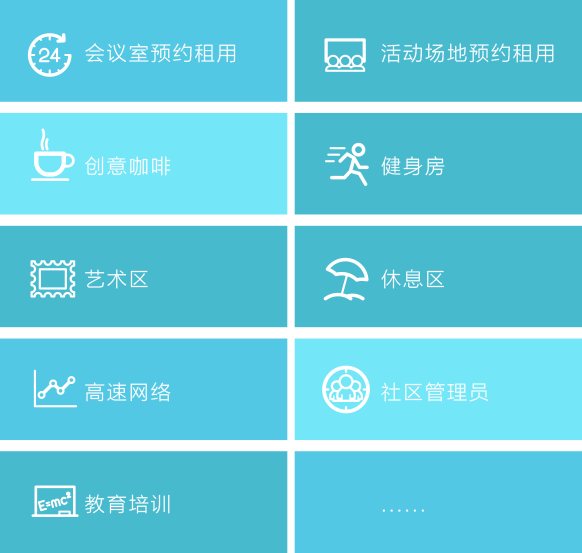 24 会议室预约租用
活动场地预约租用
创意咖啡
健身房
艺术区
休息区
高速网络
社区管理员
E=mc² 教育培训
......